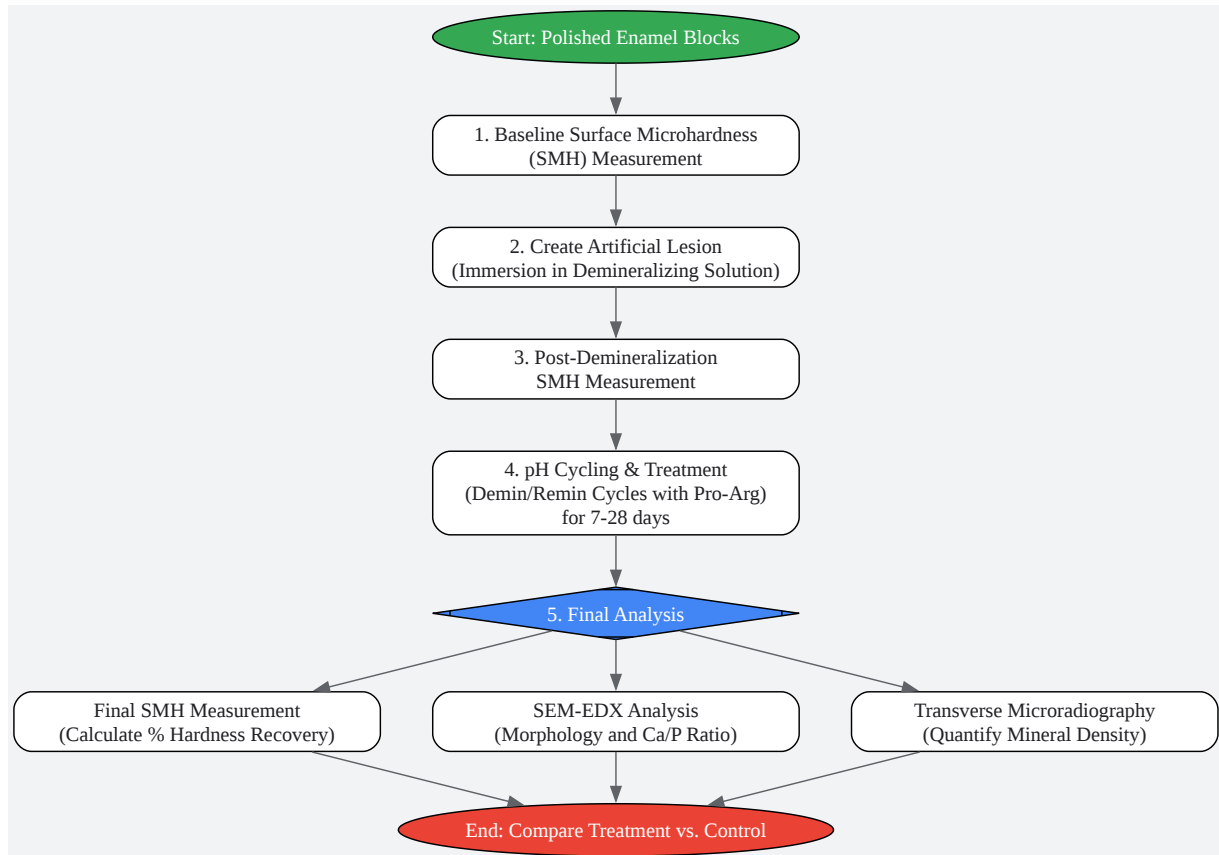 Start: Polished Enamel Blocks
1. Baseline Surface Microhardness
(SMH) Measurement
2. Create Artificial Lesion
(Immersion in Demineralizing Solution)
3. Post-Demineralization
SMH Measurement
4. pH Cycling & Treatment
(Demin/Remin Cycles with Pro-Arg)
for 7-28 days
5. Final Analysis
Final SMH Measurement
(Calculate % Hardness Recovery)
SEM-EDX Analysis
(Morphology and Ca/P Ratio)
Transverse Microradiography
(Quantify Mineral Density)
End: Compare Treatment vs. Control